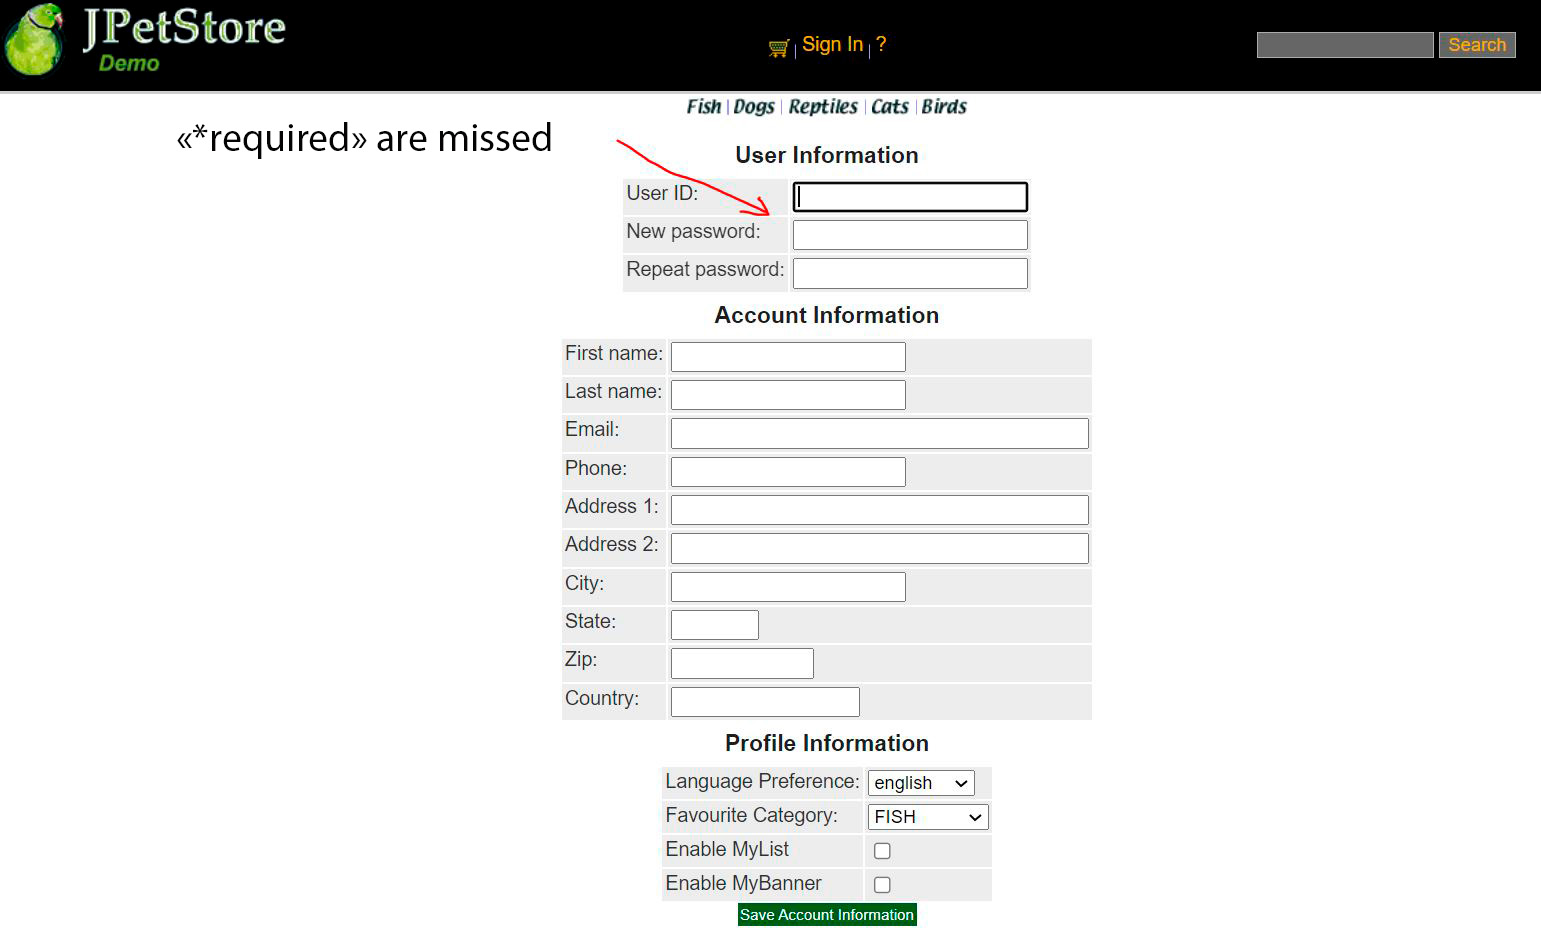 JPetStore
Demo
Sign In ?
Search
Fish | Dogs | Reptiles | Cats | Birds
«*required» are missed
User Information
User ID:
New password:
Repeat password:
Account Information
First name:
Last name:
Email:
Phone:
Address 1:
Address 2:
City:
State:
Zip:
Country:
Profile Information
Language Preference: english
Favourite Category: FISH
Enable MyList
Enable MyBanner
Save Account Information